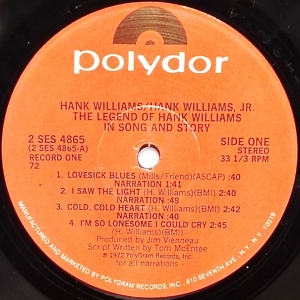 polydor
HANK WILLIAMS/HANK WILLIAMS, JR.
THE LEGEND OF HANK WILLIAMS
IN SONG AND STORY
2 SES 4865
(2 SES 4865-A)
RECORD ONE
72
SIDE ONE
33 1/3 RPM
1. LOVESICK BLUES (Mills/Friend)(ASCAP) :40
NARRATION 1:41
2. I SAW THE LIGHT (H. Williams)(BMI) :40
NARRATION :49
3. COLD, COLD HEART (H. Williams)(BMI) :42
NARRATION :40
4. I'M SO LONESOME I COULD CRY 2:45
(H. Williams)(BMI)
Produced by Jim Vienneau
Script Written by Tom McEntee
℗ 1972 PolyGram Records, Inc.
for all narrations
MANUFACTURED AND MARKETED BY POLYGRAM RECORDS, INC., 810 SEVENTH AVE., N.Y., N.Y. 10019